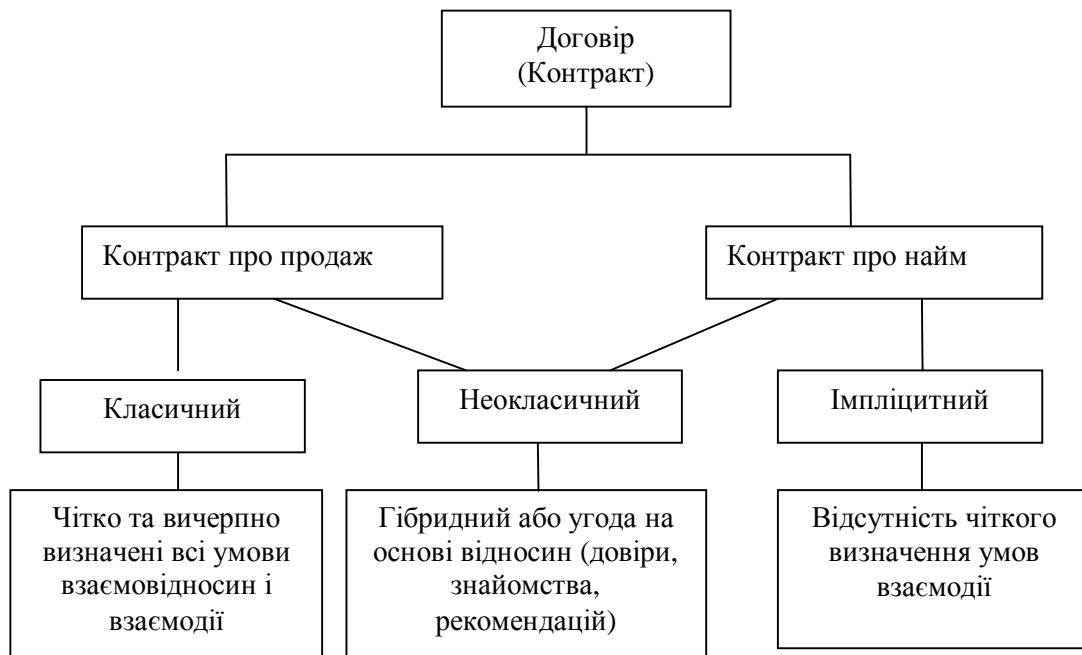 Договір
(Контракт)
Контракт про продаж
Контракт про найм
Класичний
Неокласичний
Імпліцитний
Чітко та вичерпно
визначені всі умови
взаємовідносин і
взаємодії
Гібридний або угода на
основі відносин (довіри,
знайомства,
рекомендацій)
Відсутність чіткого
визначення умов
взаємодії